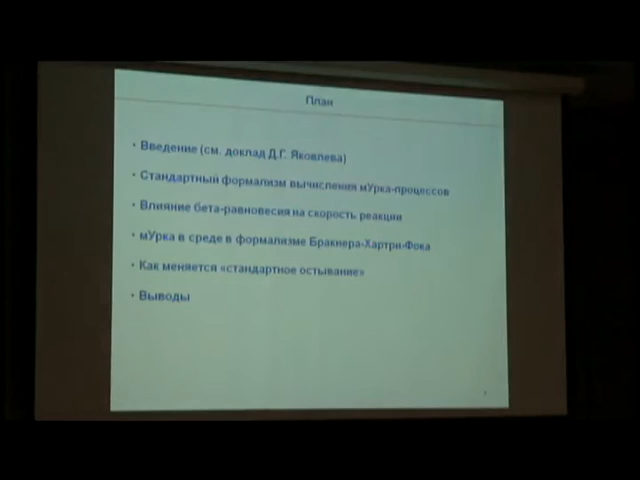 План
• Введение (см. доклад Д.Г. Яковлева)
• Стандартный формализм вычисления мУрка-процессов
• Влияние бета-равновесия на скорость реакции
• мУрка в среде в формализме Бракнера-Хартри-Фока
• Как меняется «стандартное остывание»
• Выводы